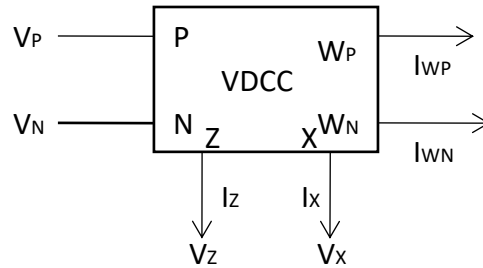 VP P WP IWP
VDCC
VN N Z X WN IWN
IZ IX
VZ VX